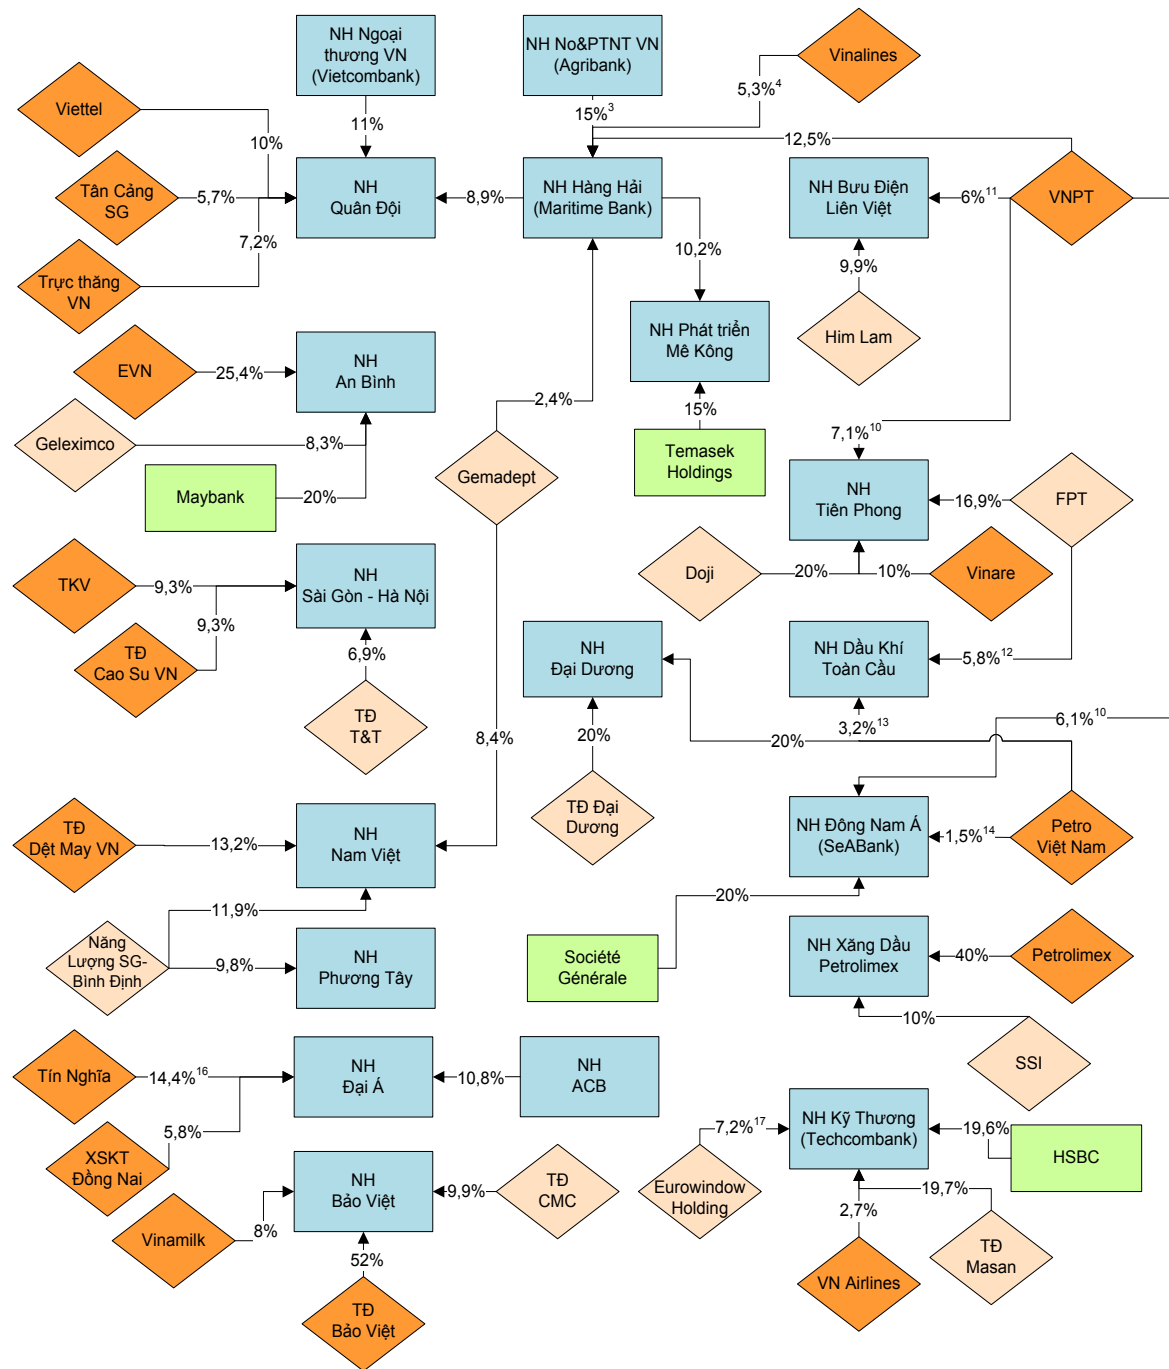 NH Ngoại
thương VN
(Vietcombank)
NH No&PTNT VN
(Agribank)
Vinalines
5,3%4
Viettel
11%
15%3
10%
12,5%
Tân Cảng
SG
5,7%
NH
Quân Đội
8,9%
NH Hàng Hải
(Maritime Bank)
NH Bưu Điện
Liên Việt
6%11
VNPT
7,2%
10,2%
9,9%
Trực thăng
VN
NH Phát triển
Mê Kông
Him Lam
EVN
25,4%
NH
An Bình
2,4%
15%
Geleximco
8,3%
7,1%10
Gemadept
Temasek
Holdings
Maybank
20%
NH
Tiên Phong
16,9%
FPT
TKV
9,3%
NH
Sài Gòn - Hà Nội
Doji
20%
10%
Vinare
9,3%
TĐ
Cao Su VN
6,9%
NH
Đại Dương
NH Dầu Khí
Toàn Cầu
5,8%12
TĐ
T&T
8,4%
20%
20%
3,2%13
6,1%10
TĐ Đại
Dương
TĐ
Dệt May VN
13,2%
NH
Nam Việt
NH Đông Nam Á
(SeABank)
1,5%14
Petro
Việt Nam
11,9%
20%
Năng
Lượng SG-
Bình Định
9,8%
NH
Phương Tây
Société
Générale
NH Xăng Dầu
Petrolimex
40%
Petrolimex
10%
Tín Nghĩa
14,4%16
NH
Đại Á
10,8%
NH
ACB
SSI
5,8%
7,2%17
NH Kỹ Thương
(Techcombank)
19,6%
HSBC
XSKT
Đồng Nai
NH
Bảo Việt
9,9%
TĐ
CMC
Eurowindow
Holding
19,7%
Vinamilk
8%
2,7%
52%
VN Airlines
TĐ
Masan
TĐ
Bảo Việt